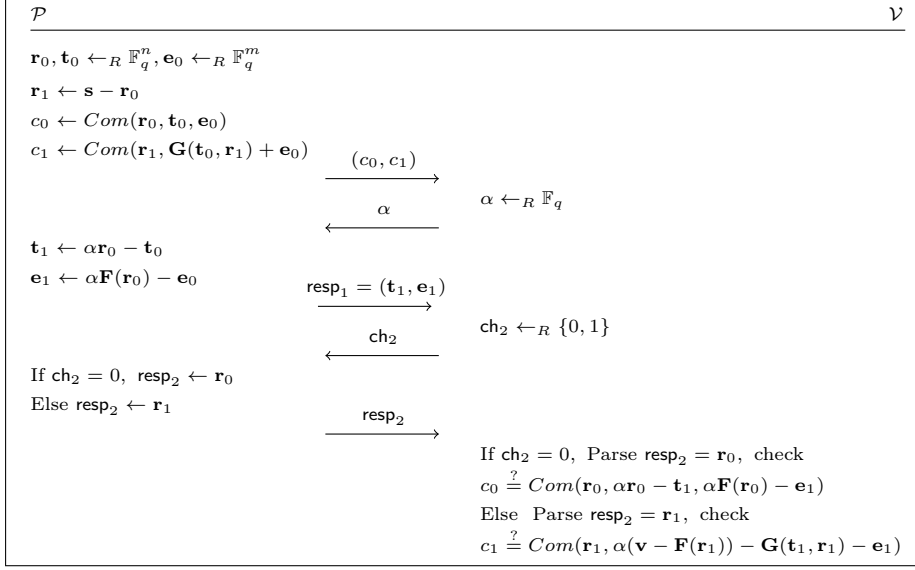 𝒫 𝒱
r₀, t₀ ←_R 𝔽_q^n, e₀ ←_R 𝔽_q^m
r₁ ← s − r₀
c₀ ← Com(r₀, t₀, e₀)
c₁ ← Com(r₁, G(t₀, r₁) + e₀)
(c₀, c₁)
α ←_R 𝔽_q
α
t₁ ← αr₀ − t₀
e₁ ← αF(r₀) − e₀
resp₁ = (t₁, e₁)
ch₂ ←_R {0, 1}
ch₂
If ch₂ = 0, resp₂ ← r₀
Else resp₂ ← r₁
resp₂
If ch₂ = 0, Parse resp₂ = r₀, check
c₀ ≟ Com(r₀, αr₀ − t₁, αF(r₀) − e₁)
Else Parse resp₂ = r₁, check
c₁ ≟ Com(r₁, α(v − F(r₁)) − G(t₁, r₁) − e₁)